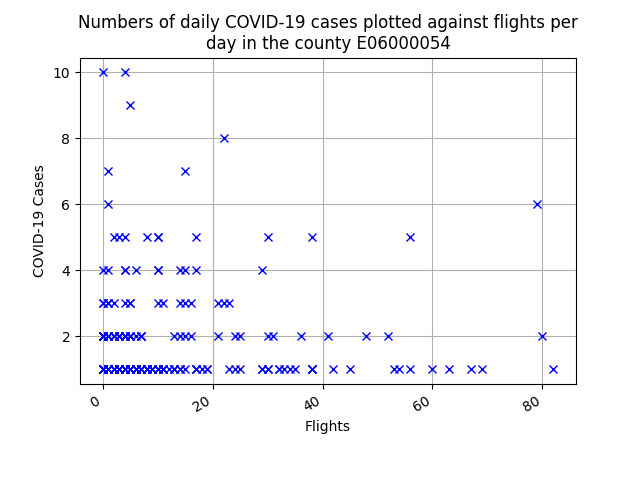 Numbers of daily COVID-19 cases plotted against flights per
day in the county E06000054
10
8
6
4
2
COVID-19 Cases
0
20
40
60
80
Flights